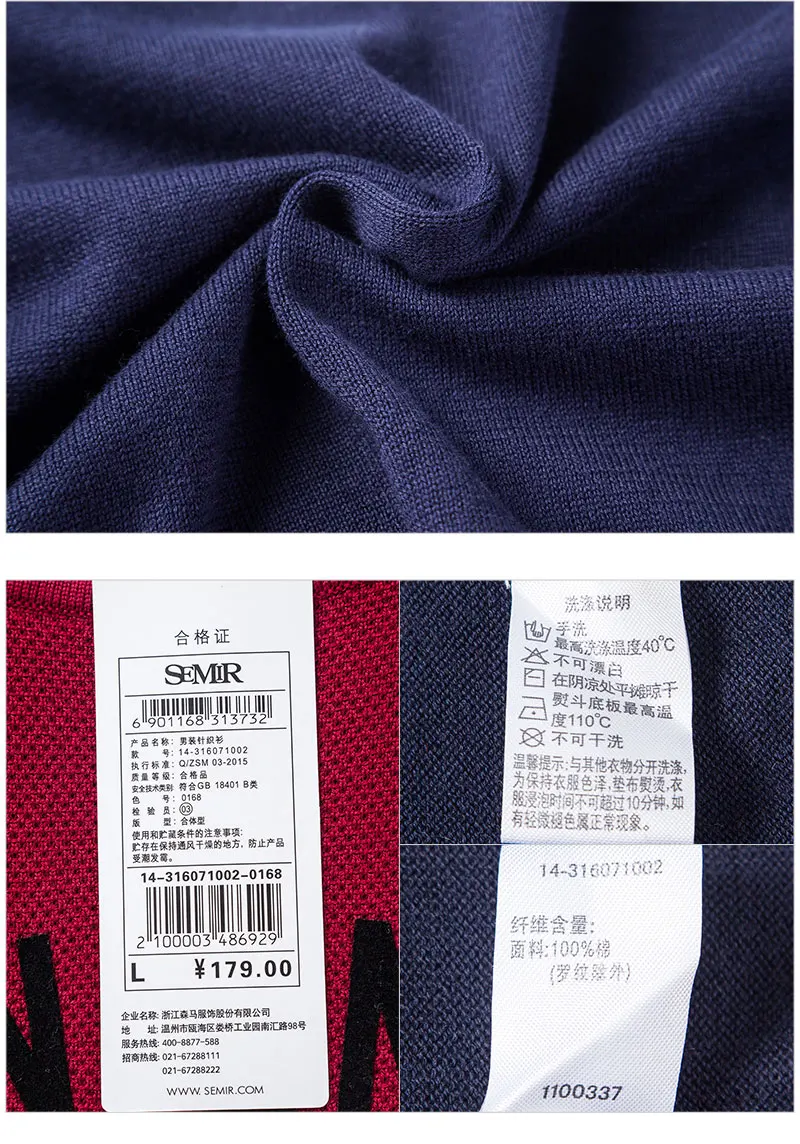 合格证
SEMIR
6 901168 313732
产品名称: 男装针织衫
款 号: 14-316071002
执行标准: Q/ZSM 03-2015
质量等级: 合格品
安全技术类别: 符合GB 18401 B类
色 号: 0168
检 验 员: 03
版 型: 合体型
使用和贮藏条件的注意事项:
贮存在保持通风干燥的地方, 防止产品
受潮发霉。
14-316071002-0168
2 100003 486929
L ¥179.00
企业名称: 浙江森马服饰股份有限公司
地 址: 温州市瓯海区娄桥工业园南汇路98号
服务热线: 400-8877-588
招商热线: 021-67288111
021-67288222
WWW. SEMIR.COM
洗涤说明
手洗
最高洗涤温度40℃
不可漂白
在阴凉处平摊晾干
熨斗底板最高温
度110℃
不可干洗
温馨提示: 与其他衣物分开洗涤,
为保持衣服色泽, 垫布熨烫, 衣
服浸泡时间不可超过10分钟, 如
有轻微褪色属正常现象。
14-316071002
纤维含量:
面料:100%棉
(罗纹除外)
1100337